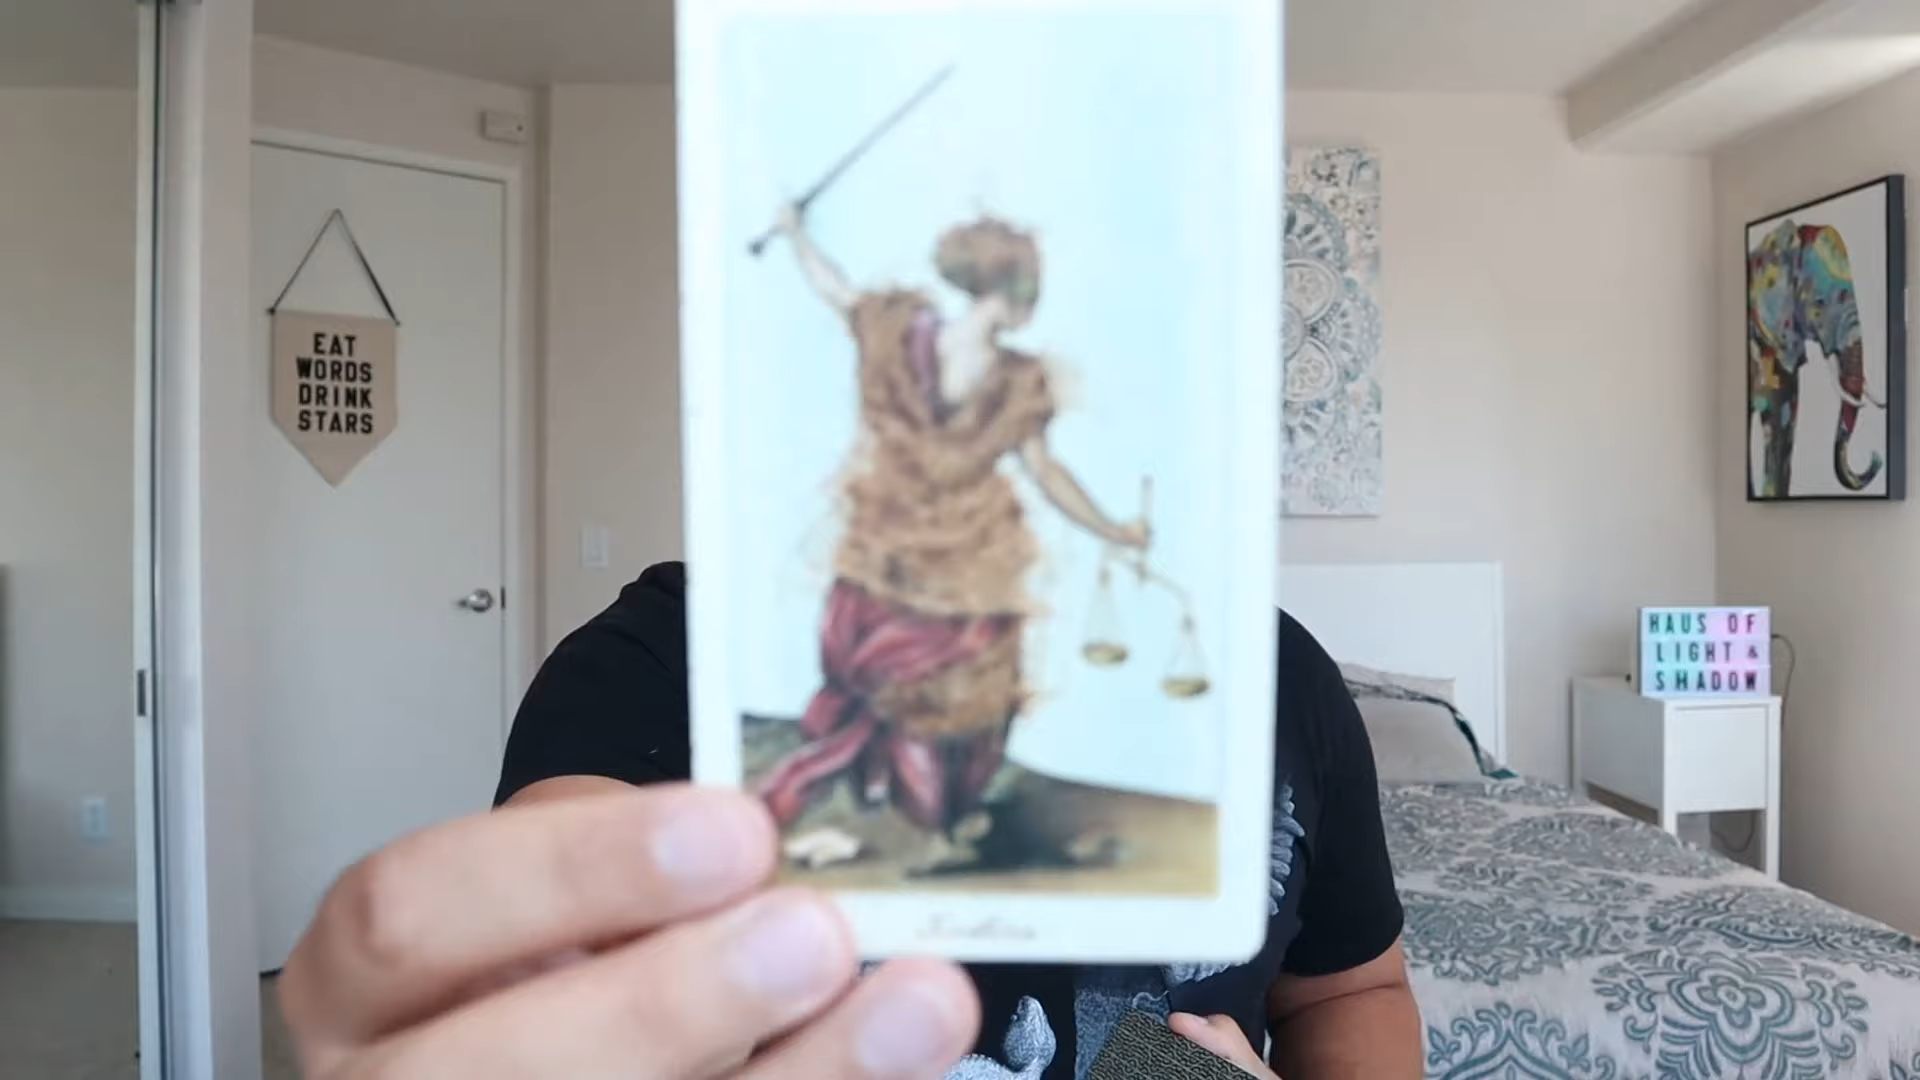 EAT
WORDS
DRINK
STARS
HAUS OF
LIGHT &
SHADOW